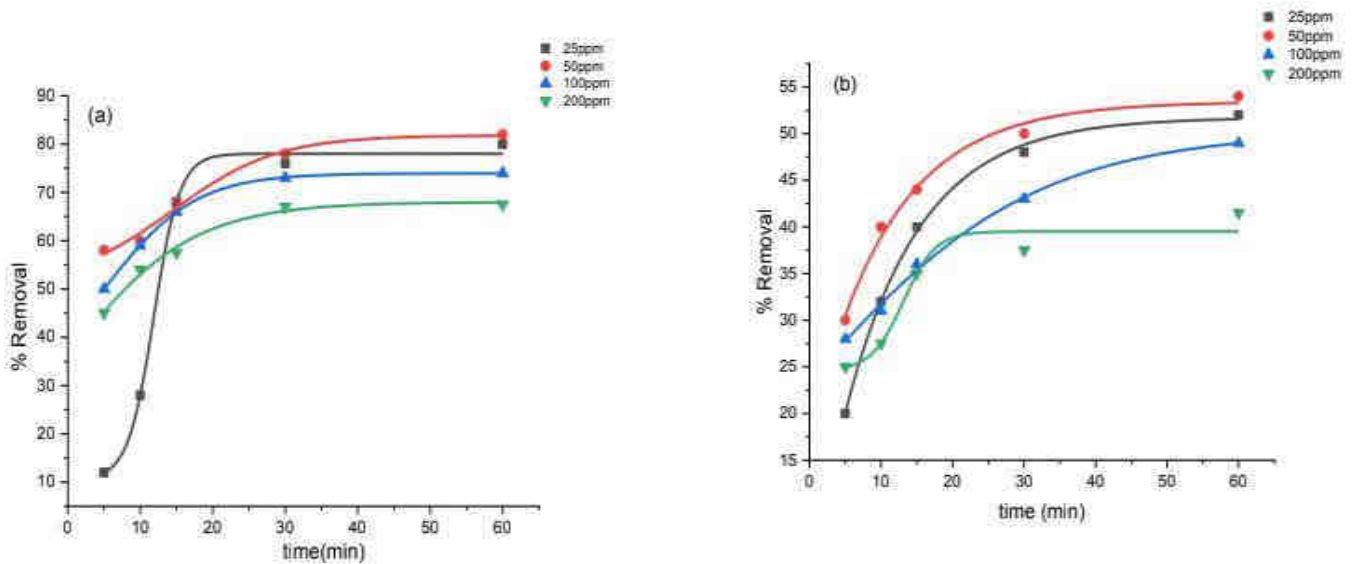 25ppm
50ppm
100ppm
200ppm
(a)
90
80
70
60
50
40
30
20
10
% Removal
0 10 20 30 40 50 60
time(min)
25ppm
50ppm
100ppm
200ppm
(b)
55
50
45
40
35
30
25
20
15
% Removal
0 10 20 30 40 50 60
time (min)